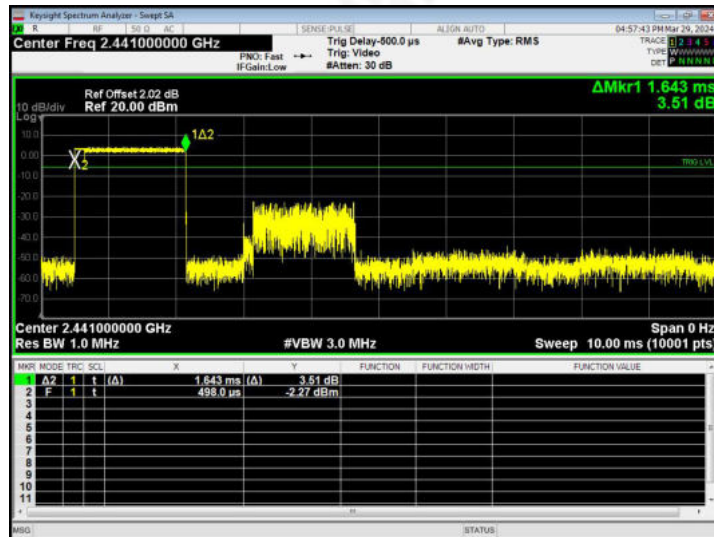 Keysight Spectrum Analyzer - Swept SA
R RF 50 Ω AC SENSE:PULSE ALIGN AUTO 04:57:43 PM Mar 29, 2024
Center Freq 2.441000000 GHz
PNO: Fast
IFGain:Low
Trig Delay-500.0 µs
Trig: Video
#Atten: 30 dB
#Avg Type: RMS
TRACE 1 2 3 4 5
TYPE
DET P N N N N
ΔMkr1 1.643 ms
3.51 dB
Ref Offset 2.02 dB
10 dB/div Ref 20.00 dBm
Log
10.0
0.00
-10.0
-20.0
-30.0
-40.0
-50.0
-60.0
-70.0
1Δ2
2
TRIG LVL
Center 2.441000000 GHz Span 0 Hz
Res BW 1.0 MHz #VBW 3.0 MHz Sweep 10.00 ms (10001 pts)
MKR MODE TRC SCL X Y FUNCTION FUNCTION WIDTH FUNCTION VALUE
1 Δ2 1 t (Δ) 1.643 ms (Δ) 3.51 dB
2 F 1 t 498.0 µs -2.27 dBm
3
4
5
6
7
8
9
10
11
MSG STATUS